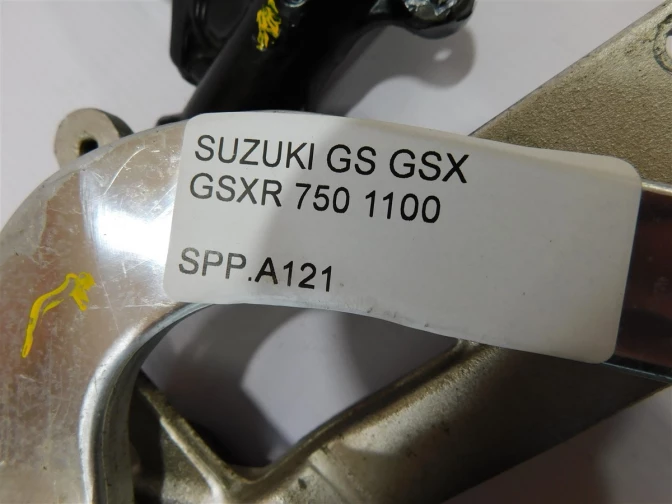 SUZUKI GS GSX
GSXR 750 1100
SPP.A121